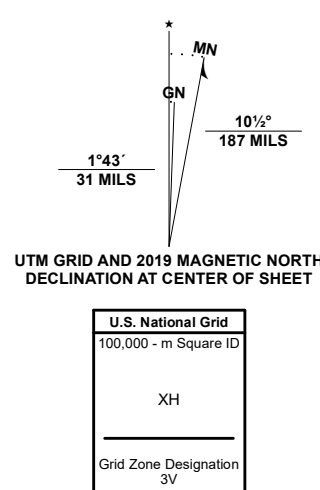 ★
MN
GN
10½°
187 MILS
1°43´
31 MILS
UTM GRID AND 2019 MAGNETIC NORTH
DECLINATION AT CENTER OF SHEET
U.S. National Grid
100,000 - m Square ID
XH
Grid Zone Designation
3V